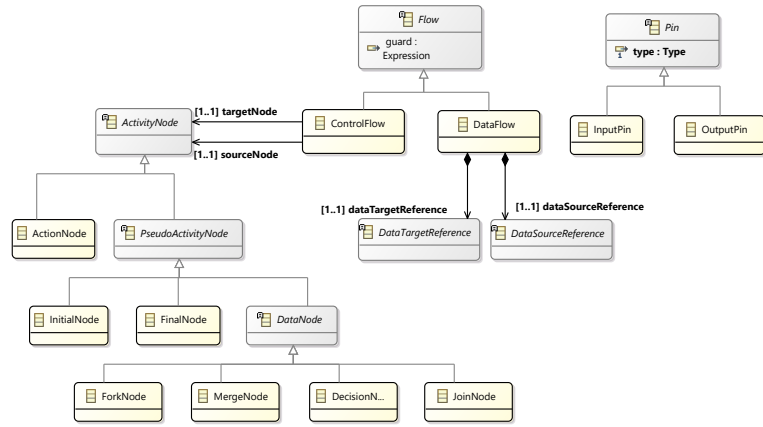 Flow
guard :
Expression
Pin
type : Type
1
ActivityNode
[1..1] targetNode
[1..1] sourceNode
ControlFlow
DataFlow
InputPin
OutputPin
[1..1] dataTargetReference
[1..1] dataSourceReference
ActionNode
PseudoActivityNode
DataTargetReference
DataSourceReference
InitialNode
FinalNode
DataNode
ForkNode
MergeNode
DecisionN...
JoinNode